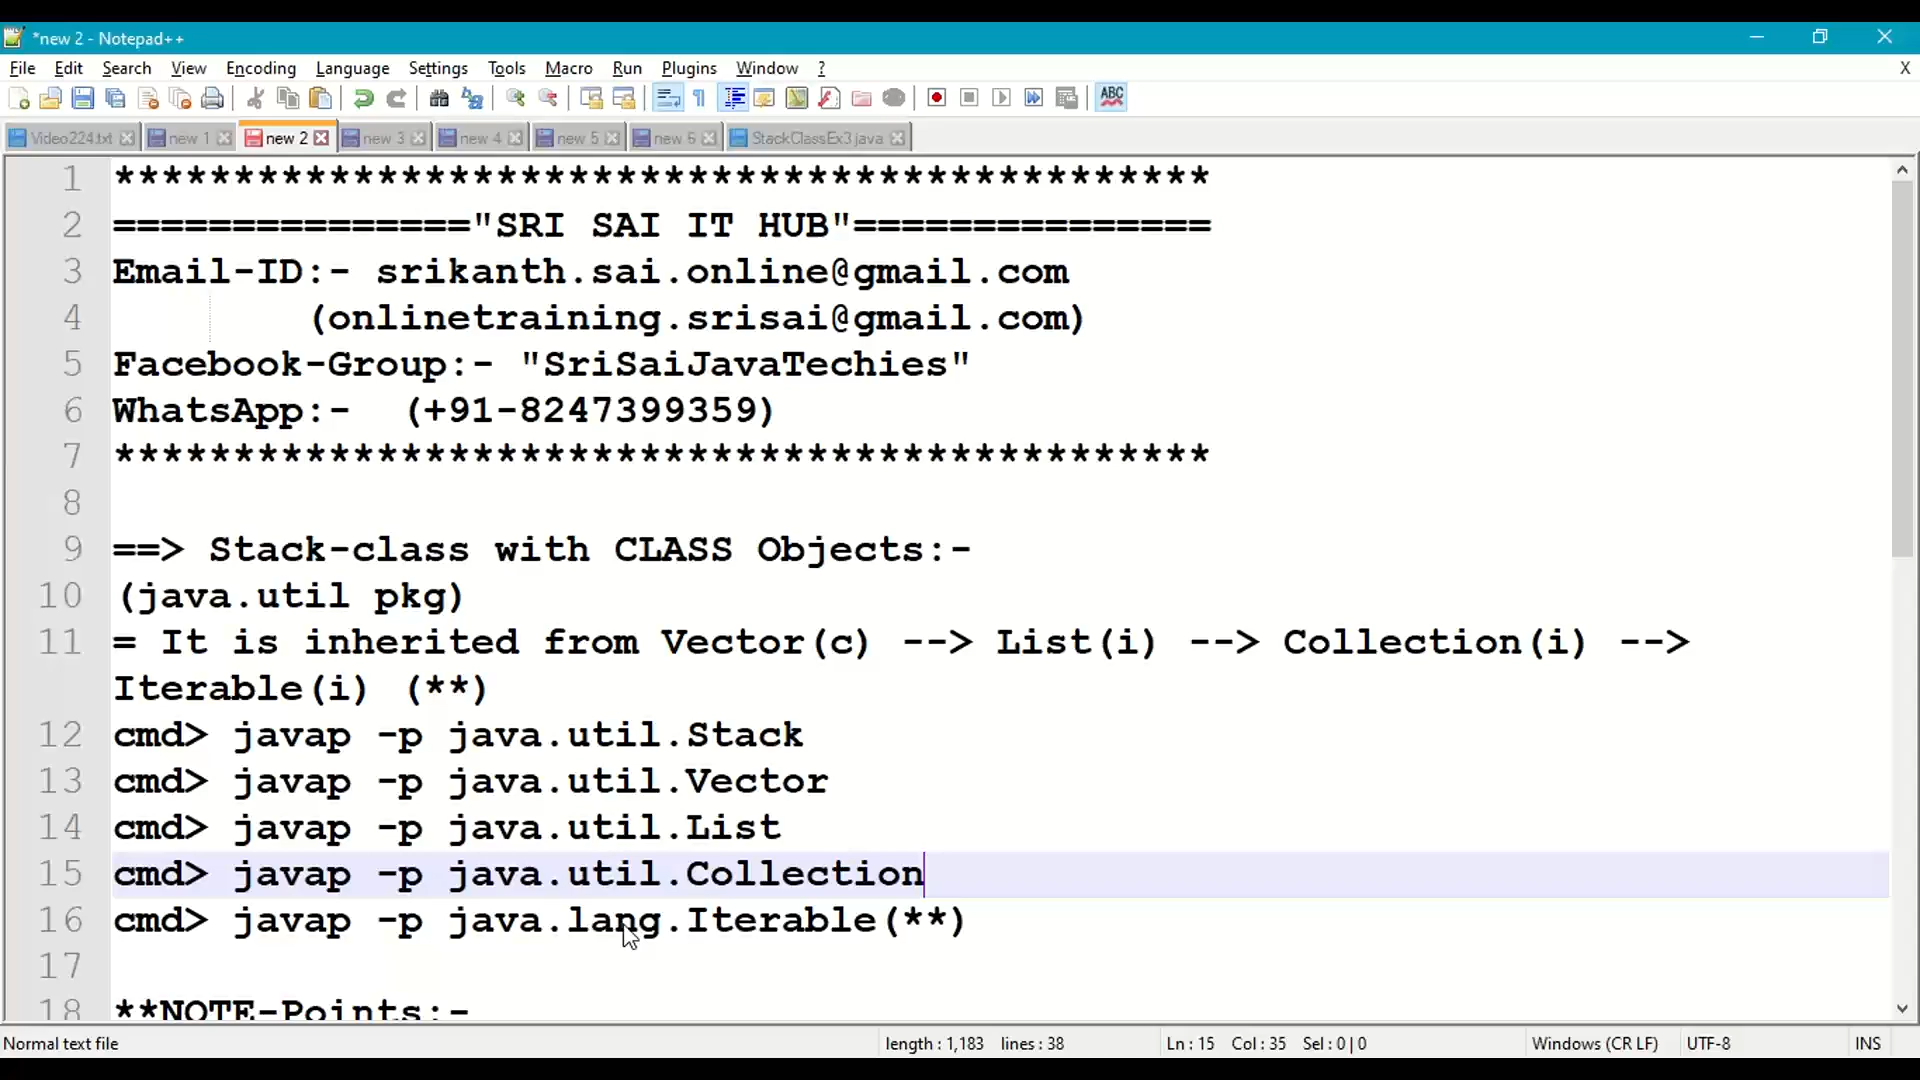 *new 2 - Notepad++
File Edit Search View Encoding Language Settings Tools Macro Run Plugins Window ? X
ABC
Video224.txt new 1 new 2 new 3 new 4 new 5 new 6 StackClassEx3.java
1 **********************************************
2 ==============="SRI SAI IT HUB"===============
3 Email-ID:- srikanth.sai.online@gmail.com
4 (onlinetraining.srisai@gmail.com)
5 Facebook-Group:- "SriSaiJavaTechies"
6 WhatsApp:- (+91-8247399359)
7 **********************************************
8
9 ==> Stack-class with CLASS Objects:-
10 (java.util pkg)
11 = It is inherited from Vector(c) --> List(i) --> Collection(i) -->
Iterable(i) (**)
12 cmd> javap -p java.util.Stack
13 cmd> javap -p java.util.Vector
14 cmd> javap -p java.util.List
15 cmd> javap -p java.util.Collection
16 cmd> javap -p java.lang.Iterable(**)
17
18 **NOTE-Points:-
Normal text file length : 1,183 lines : 38 Ln : 15 Col : 35 Sel : 0 | 0 Windows (CR LF) UTF-8 INS